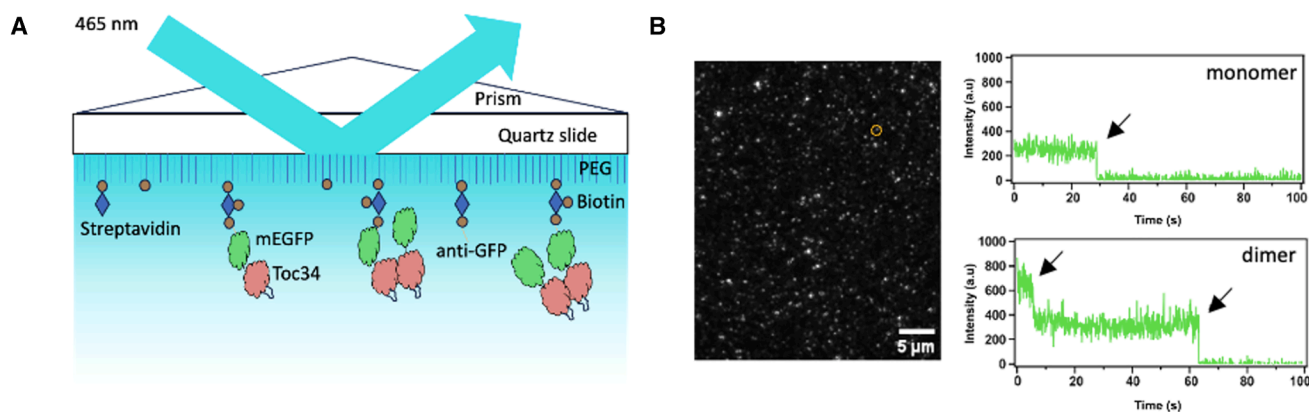 A
465 nm
Prism
Quartz slide
PEG
Biotin
Streptavidin
mEGFP
anti-GFP
Toc34
B
5 µm
monomer
Intensity (a.u)
1000
800
600
400
200
0
0 20 40 60 80 100
Time (s)
dimer
Intensity (a.u)
1000
800
600
400
200
0
0 20 40 60 80 100
Time (s)